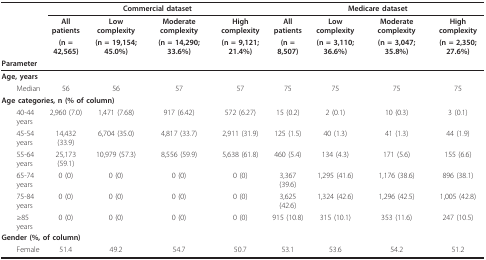 Commercial dataset Medicare dataset
All patients Low complexity Moderate complexity High complexity All patients Low complexity Moderate complexity High complexity
(n = 42,565) (n = 19,154; 45.0%) (n = 14,290; 33.6%) (n = 9,121; 21.4%) (n = 8,507) (n = 3,110; 36.6%) (n = 3,047; 35.8%) (n = 2,350; 27.6%)
Parameter
Age, years
Median 56 56 57 57 75 75 75 75
Age categories, n (% of column)
40-44 years 2,960 (7.0) 1,471 (7.68) 917 (6.42) 572 (6.27) 15 (0.2) 2 (0.1) 10 (0.3) 3 (0.1)
45-54 years 14,432 (33.9) 6,704 (35.0) 4,817 (33.7) 2,911 (31.9) 125 (1.5) 40 (1.3) 41 (1.3) 44 (1.9)
55-64 years 25,173 (59.1) 10,979 (57.3) 8,556 (59.9) 5,638 (61.8) 460 (5.4) 134 (4.3) 171 (5.6) 155 (6.6)
65-74 years 0 (0) 0 (0) 0 (0) 0 (0) 3,367 (39.6) 1,295 (41.6) 1,176 (38.6) 896 (38.1)
75-84 years 0 (0) 0 (0) 0 (0) 0 (0) 3,625 (42.6) 1,324 (42.6) 1,296 (42.5) 1,005 (42.8)
≥85 years 0 (0) 0 (0) 0 (0) 0 (0) 915 (10.8) 315 (10.1) 353 (11.6) 247 (10.5)
Gender (%, of column)
Female 51.4 49.2 54.7 50.7 53.1 53.6 54.2 51.2